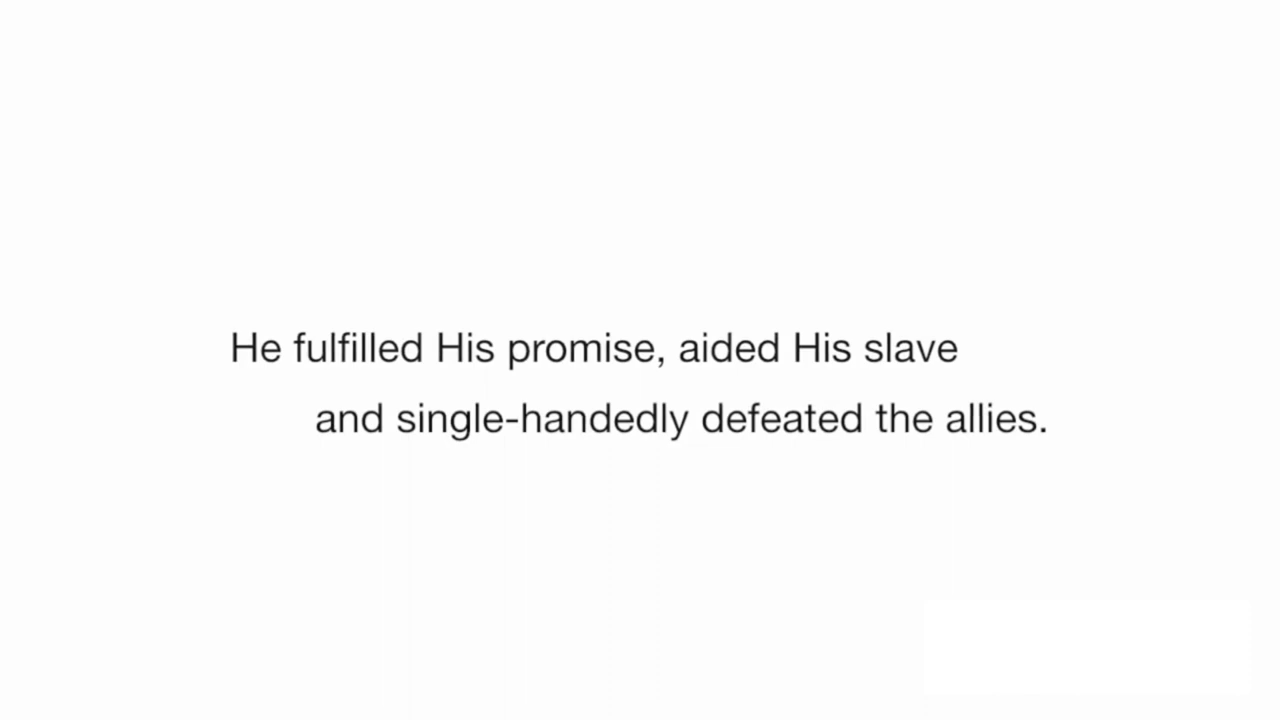 He fulfilled His promise, aided His slave
and single-handedly defeated the allies.